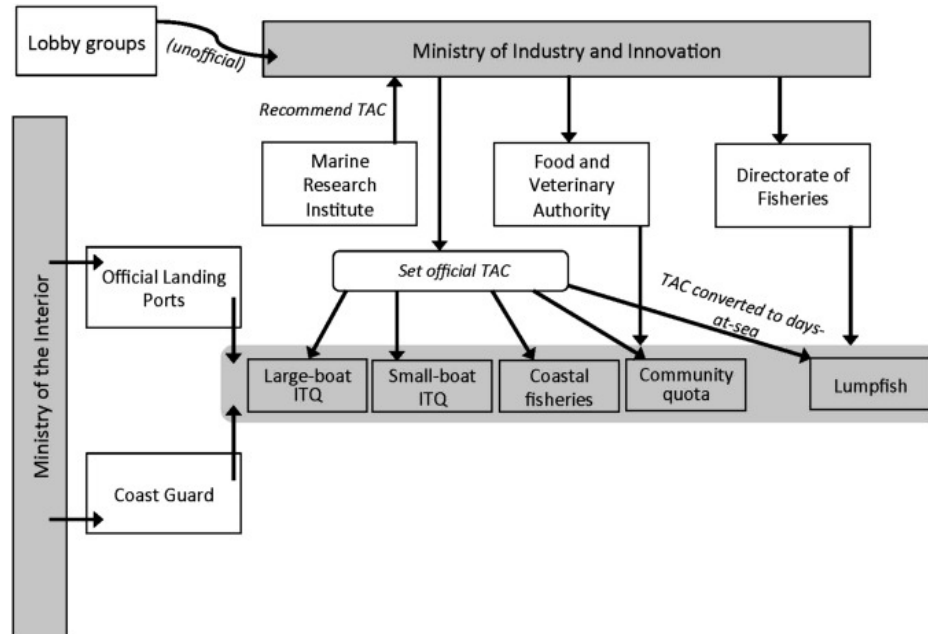 Lobby groups
(unofficial)
Ministry of Industry and Innovation
Recommend TAC
Marine
Research
Institute
Food and
Veterinary
Authority
Directorate of
Fisheries
Ministry of the Interior
Official Landing
Ports
Set official TAC
TAC converted to days-
at-sea
Large-boat
ITQ
Small-boat
ITQ
Coastal
fisheries
Community
quota
Lumpfish
Coast Guard